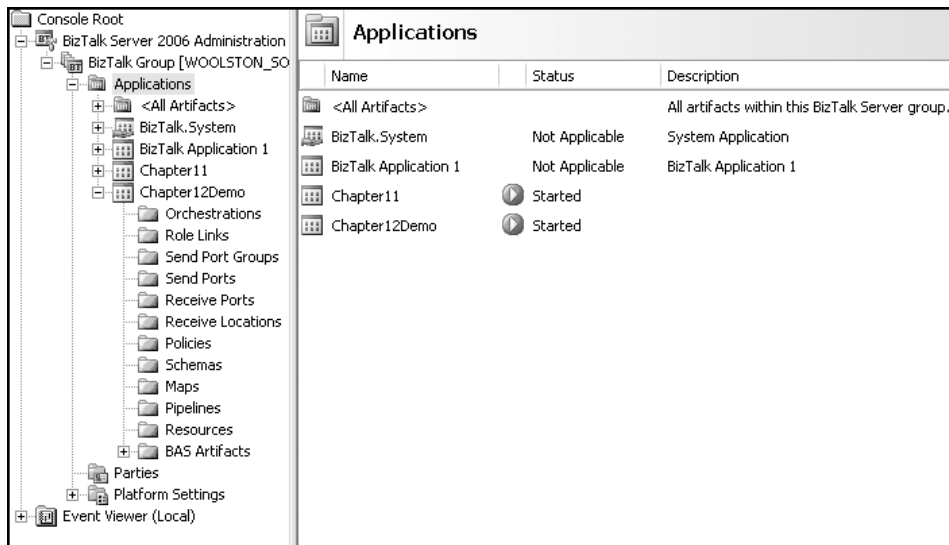 Console Root
BizTalk Server 2006 Administration
BizTalk Group [WOOLSTON_SO
Applications
<All Artifacts>
BizTalk.System
BizTalk Application 1
Chapter11
Chapter12Demo
Orchestrations
Role Links
Send Port Groups
Send Ports
Receive Ports
Receive Locations
Policies
Schemas
Maps
Pipelines
Resources
BAS Artifacts
Parties
Platform Settings
Event Viewer (Local)
Applications
Name Status Description
<All Artifacts> All artifacts within this BizTalk Server group.
BizTalk.System Not Applicable System Application
BizTalk Application 1 Not Applicable BizTalk Application 1
Chapter11 Started
Chapter12Demo Started